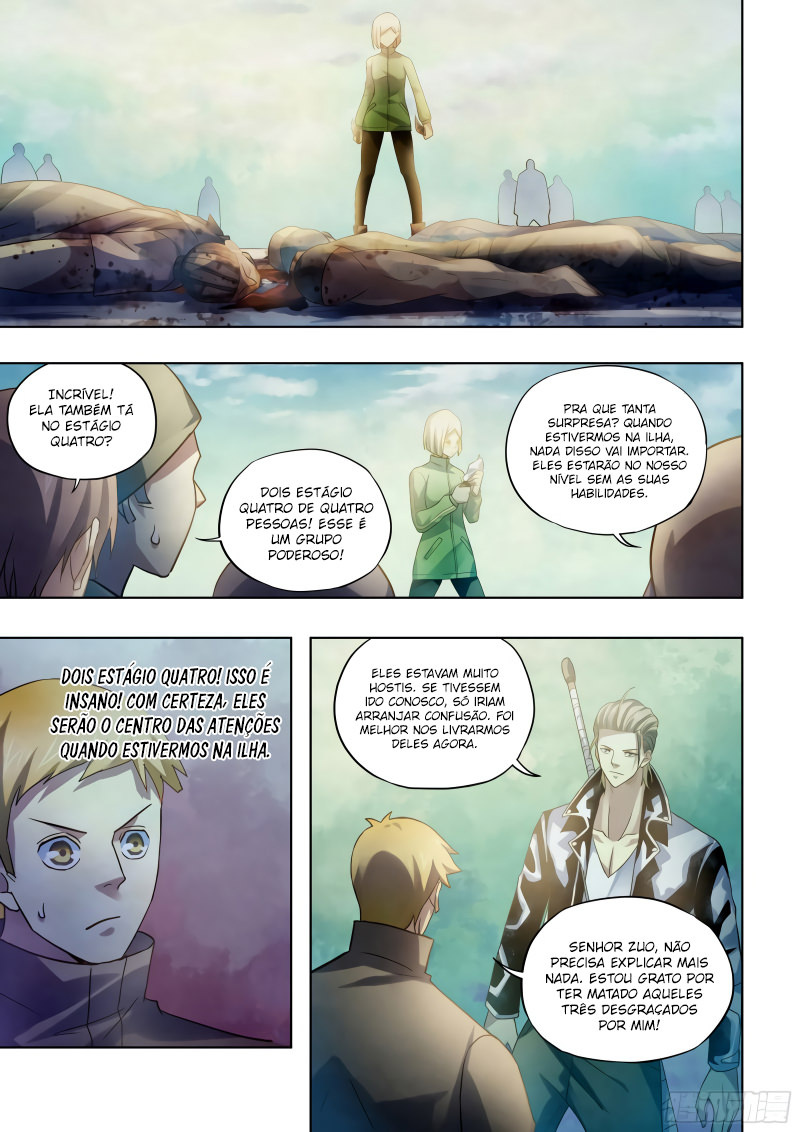 INCRÍVEL!
ELA TAMBÉM TÁ
NO ESTÁGIO
QUATRO?
DOIS ESTÁGIO
QUATRO DE QUATRO
PESSOAS! ESSE É
UM GRUPO
PODEROSO!
PRA QUE TANTA
SURPRESA? QUANDO
ESTIVERMOS NA ILHA,
NADA DISSO VAI IMPORTAR.
ELES ESTARÃO NO NOSSO
NÍVEL SEM AS SUAS
HABILIDADES.
DOIS ESTÁGIO QUATRO! ISSO É
INSANO! COM CERTEZA, ELES
SERÃO O CENTRO DAS ATENÇÕES
QUANDO ESTIVERMOS NA ILHA.
ELES ESTAVAM MUITO
HOSTIS. SE TIVESSEM
IDO CONOSCO, SÓ IRIAM
ARRANJAR CONFUSÃO. FOI
MELHOR NOS LIVRARMOS
DELES AGORA.
SENHOR ZUO, NÃO
PRECISA EXPLICAR MAIS
NADA. ESTOU GRATO POR
TER MATADO AQUELES
TRÊS DESGRAÇADOS
POR MIM!